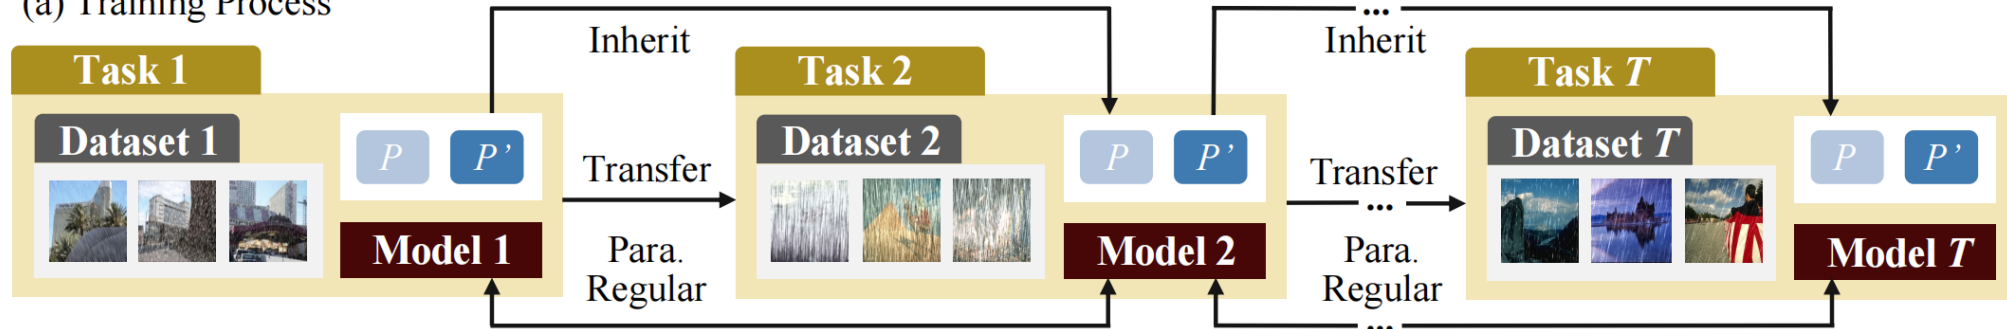 (a) Training Process
Inherit
...
Inherit
Task 1
Task 2
Task T
Dataset 1
P
P’
Model 1
Transfer
Para.
Regular
Dataset 2
P
P’
Model 2
Transfer
...
Para.
Regular
...
Dataset T
P
P’
Model T